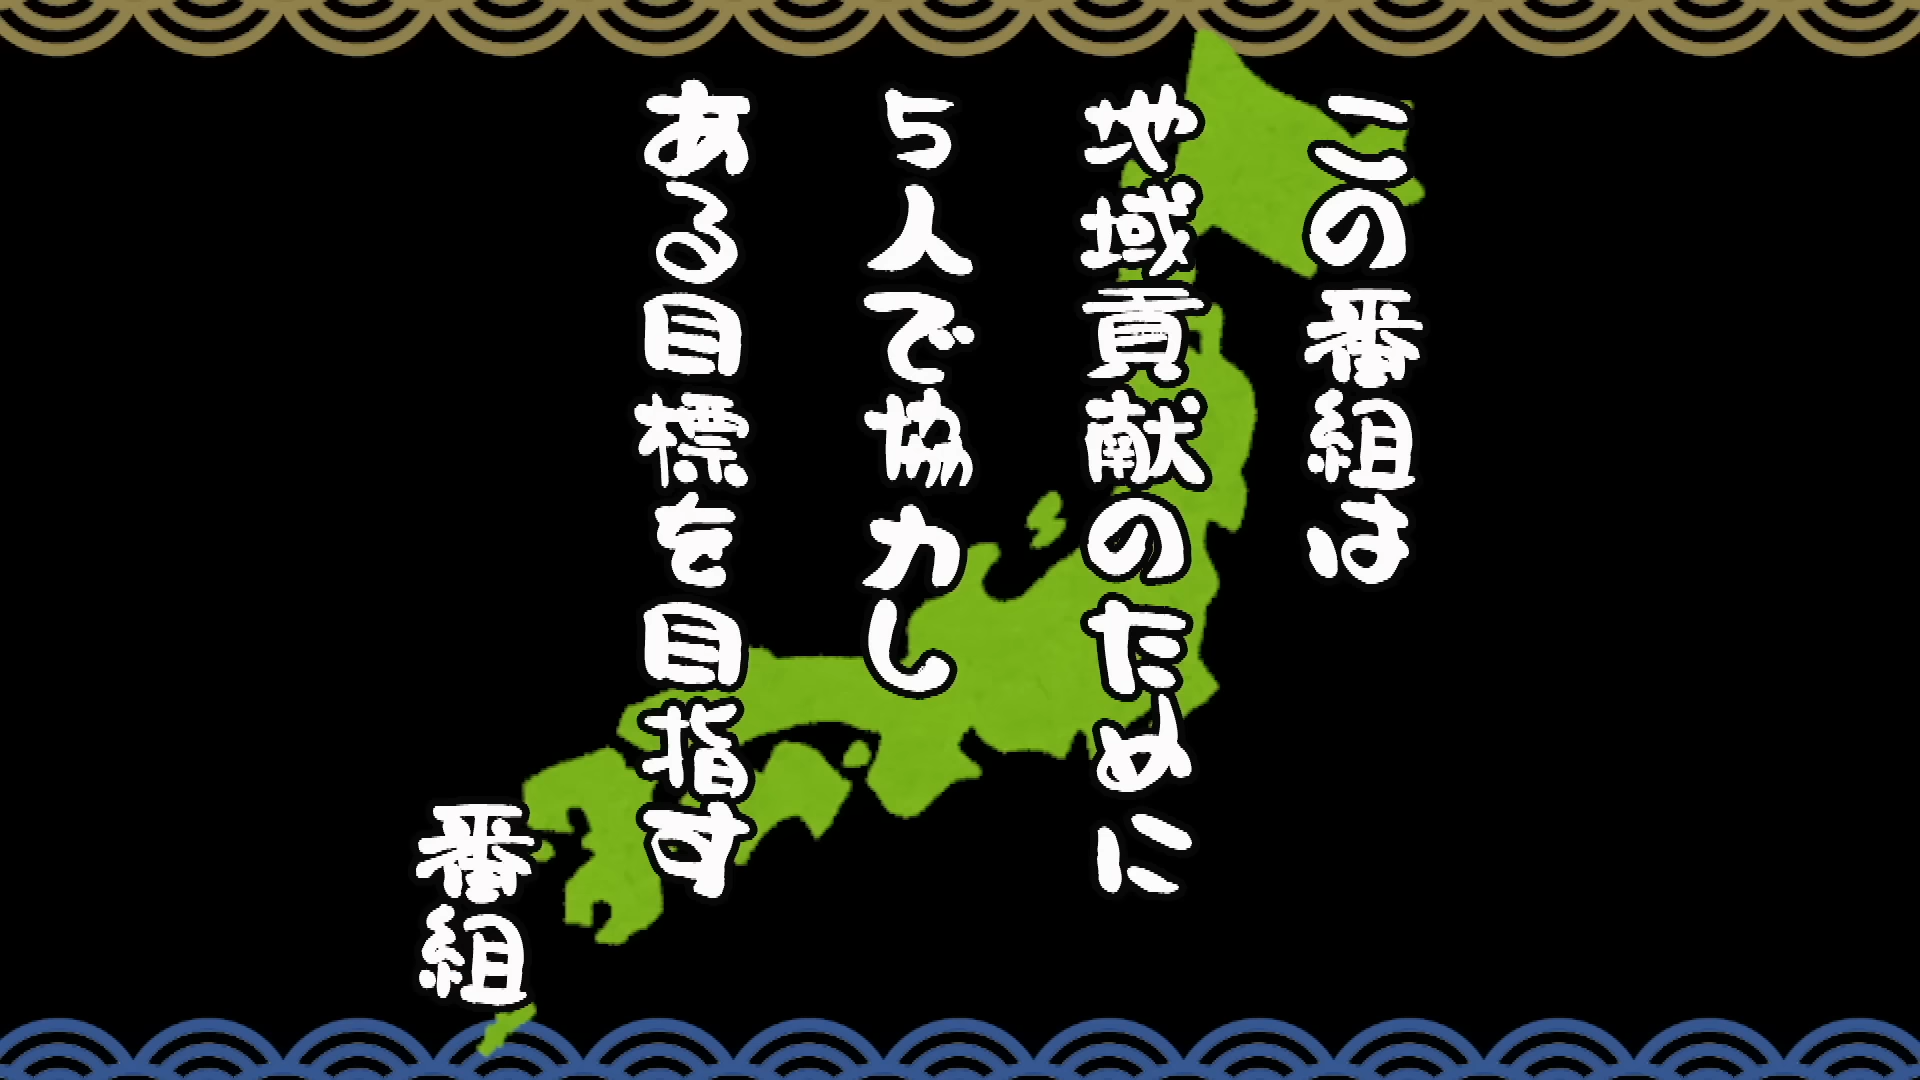 この番組は
地域貢献のために
5人で協力し
ある目標を目指す
番組